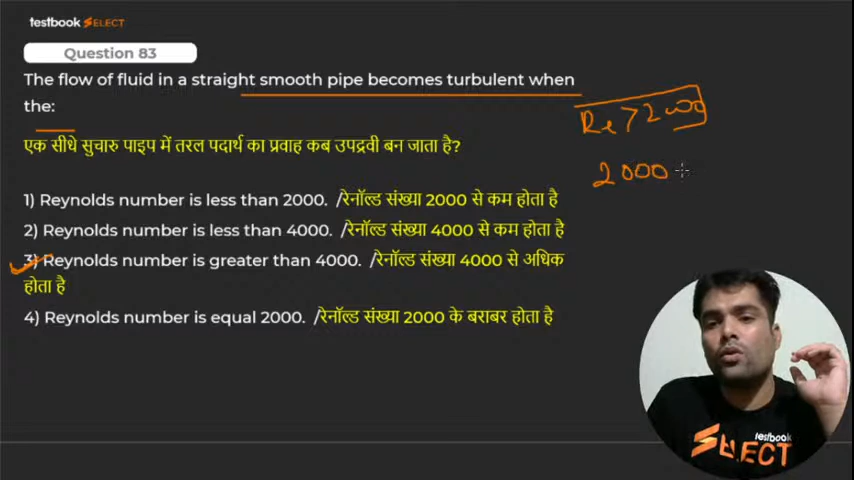 testbook SELECT
Question 83
The flow of fluid in a straight smooth pipe becomes turbulent when
the:
एक सीधे सुचारु पाइप में तरल पदार्थ का प्रवाह कब उपद्रवी बन जाता है?
Re > 2000
2000
1) Reynolds number is less than 2000. /रेनॉल्ड संख्या 2000 से कम होता है
2) Reynolds number is less than 4000. /रेनॉल्ड संख्या 4000 से कम होता है
3) Reynolds number is greater than 4000. /रेनॉल्ड संख्या 4000 से अधिक
होता है
4) Reynolds number is equal 2000. /रेनॉल्ड संख्या 2000 के बराबर होता है
testbook
SELECT